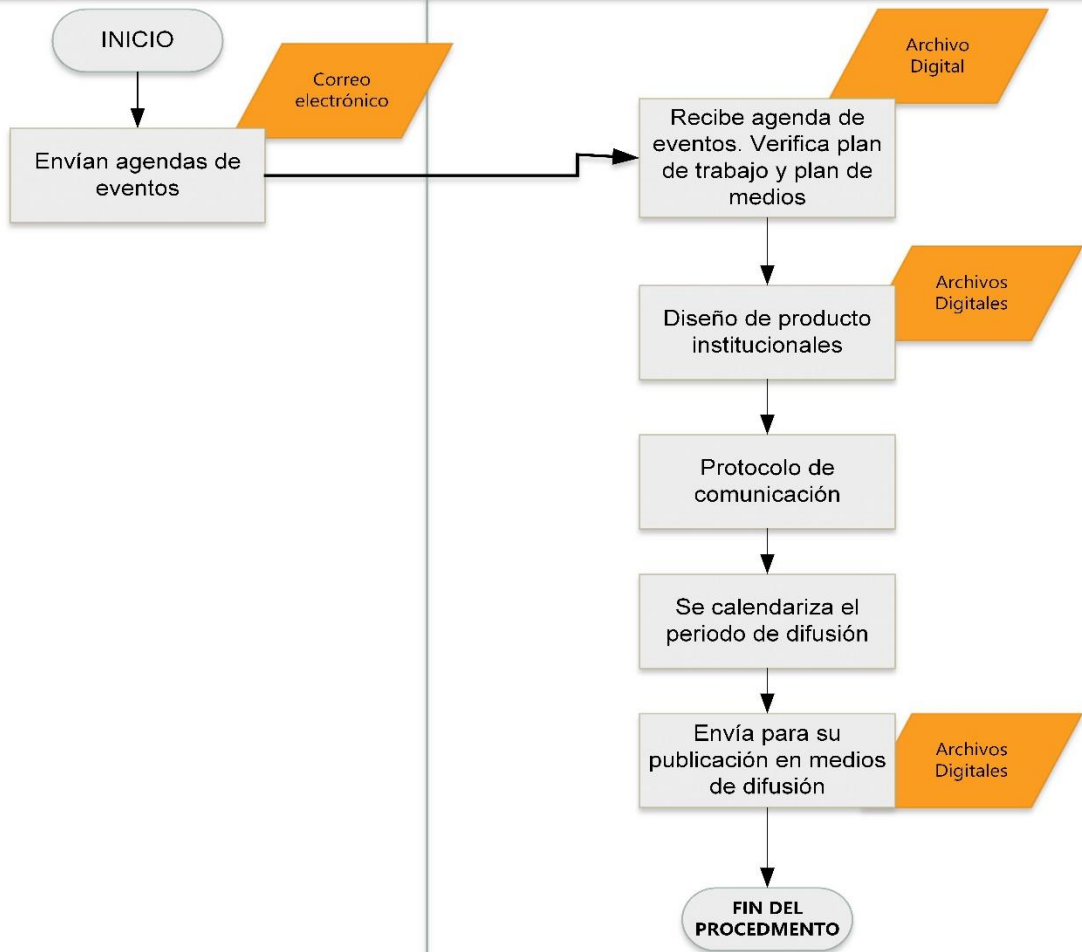 INICIO
Correo
electrónico
Envían agendas de
eventos
Archivo
Digital
Recibe agenda de
eventos. Verifica plan
de trabajo y plan de
medios
Archivos
Digitales
Diseño de producto
institucionales
Protocolo de
comunicación
Se calendariza el
periodo de difusión
Envía para su
publicación en medios
de difusión
Archivos
Digitales
FIN DEL
PROCEDMENTO